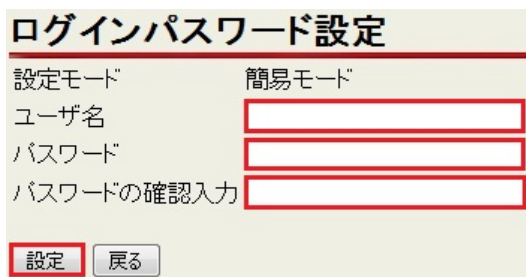 ログインパスワード設定
設定モード 簡易モード
ユーザ名
パスワード
パスワードの確認入力
設定 戻る